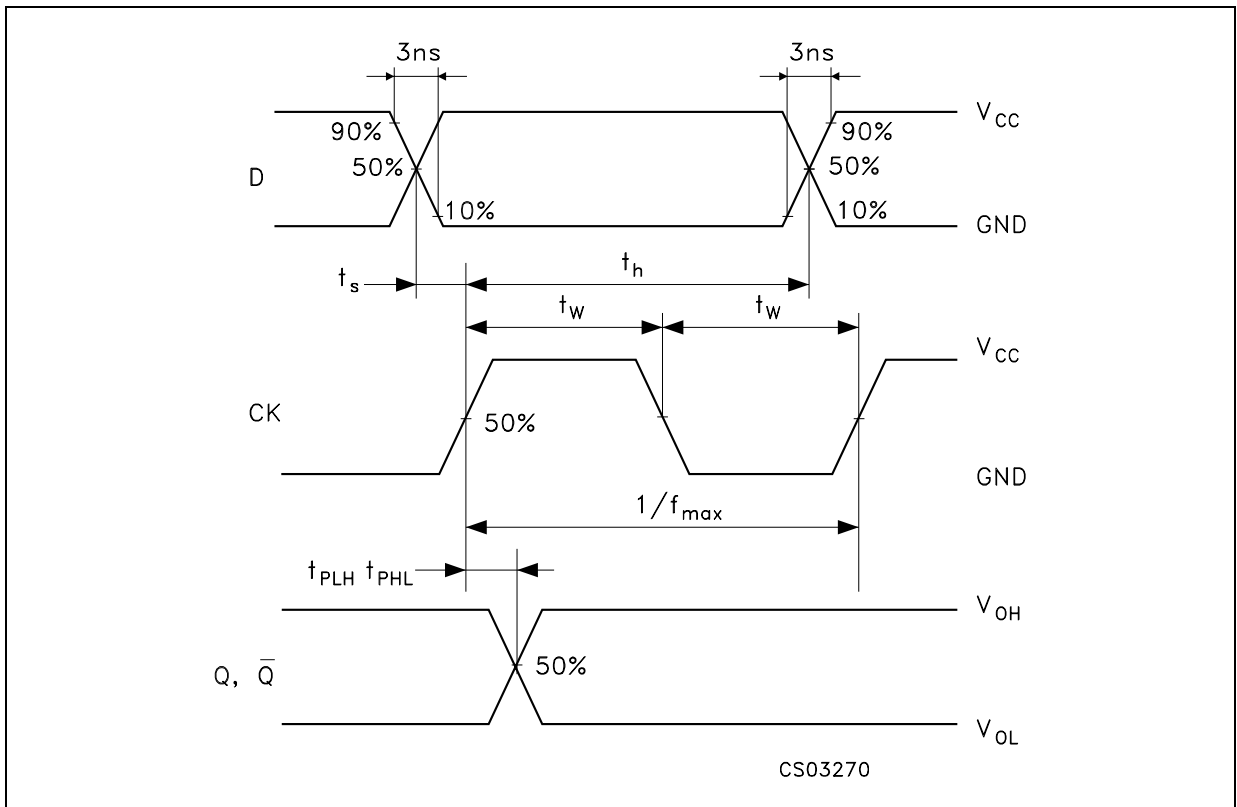 3ns 3ns
90% 90% V_CC
D 50% 50%
10% 10% GND
t_s t_h
t_W t_W
V_CC
CK 50%
GND
1/f_max
t_PLH t_PHL
V_OH
Q, Q̅ 50%
V_OL
CS03270